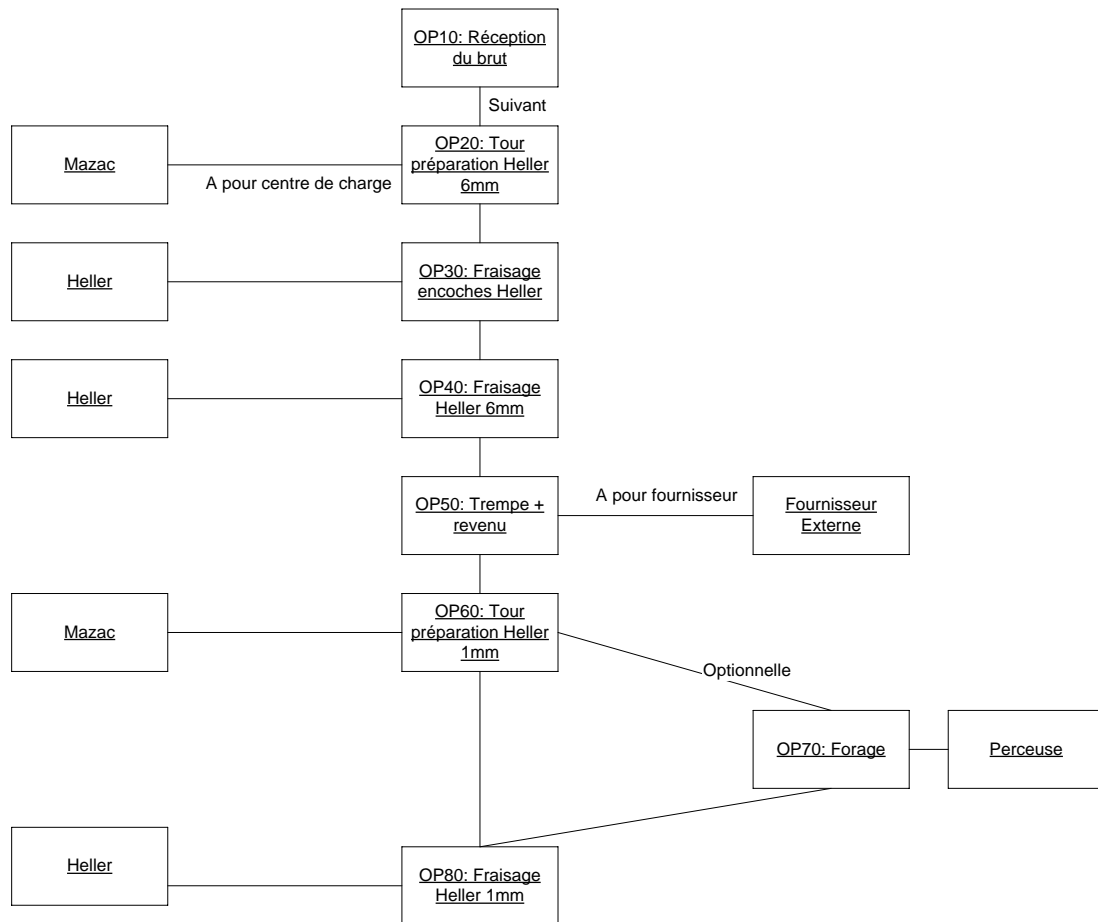 OP10: Réception
du brut
Suivant
Mazac
A pour centre de charge
OP20: Tour
préparation Heller
6mm
Heller
OP30: Fraisage
encoches Heller
Heller
OP40: Fraisage
Heller 6mm
OP50: Trempe +
revenu
A pour fournisseur
Fournisseur
Externe
Mazac
OP60: Tour
préparation Heller
1mm
Optionnelle
OP70: Forage
Perceuse
Heller
OP80: Fraisage
Heller 1mm